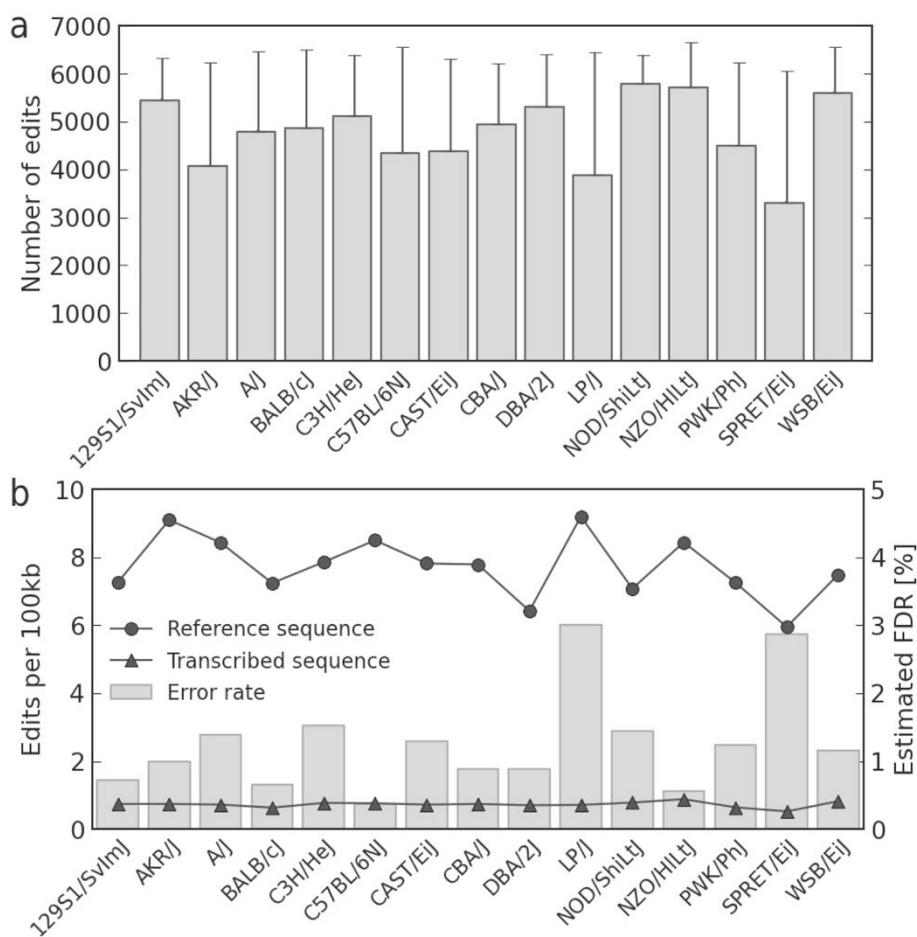 a
7000
6000
5000
4000
3000
2000
1000
0
Number of edits
129S1/SvImJ
AKR/J
A/J
BALB/cJ
C3H/HeJ
C57BL/6NJ
CAST/EiJ
CBA/J
DBA/2J
LP/J
NOD/ShiLtJ
NZO/HILtJ
PWK/PhJ
SPRET/EiJ
WSB/EiJ
b
10
8
6
4
2
0
Edits per 100kb
Reference sequence
Transcribed sequence
Error rate
5
4
3
2
1
0
Estimated FDR [%]
129S1/SvImJ
AKR/J
A/J
BALB/cJ
C3H/HeJ
C57BL/6NJ
CAST/EiJ
CBA/J
DBA/2J
LP/J
NOD/ShiLtJ
NZO/HILtJ
PWK/PhJ
SPRET/EiJ
WSB/EiJ